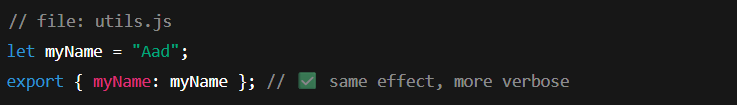 // file: utils.js
let myName = "Aad";
export { myName: myName }; // ✅ same effect, more verbose